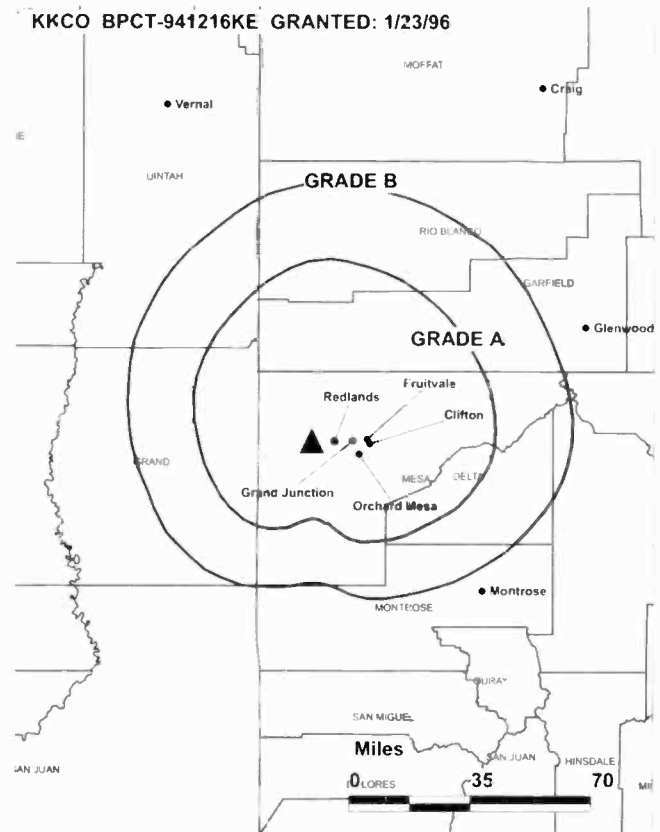 KKCO BPCT-941216KE GRANTED: 1/23/96
MOFFAT
Craig
Vernal
UINTAH
GRADE B
RIO BLANCO
GARFIELD
Glenwood
GRADE A
Fruitvale
Redlands
Clifton
GRAND
MESA
DELTA
Grand Junction
Orchard Mesa
Montrose
MONTROSE
OURAY
SAN MIGUEL
Miles
SAN JUAN
HINSDALE
SAN JUAN
0
35
70
DOLORES